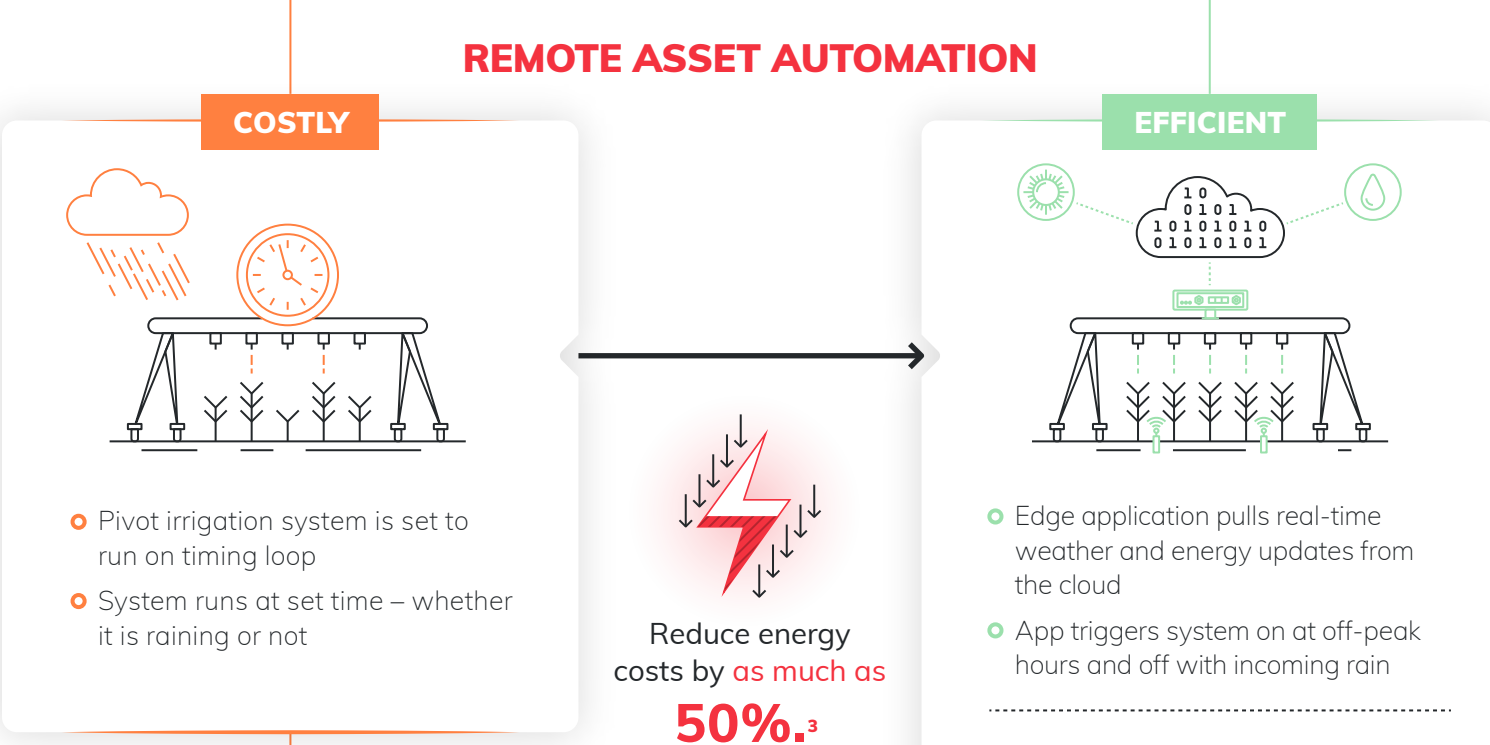 REMOTE ASSET AUTOMATION
COSTLY
Pivot irrigation system is set to
run on timing loop
System runs at set time – whether
it is raining or not
Reduce energy
costs by as much as
50%.³
EFFICIENT
10
0101
10101010
01010101
Edge application pulls real-time
weather and energy updates from
the cloud
App triggers system on at off-peak
hours and off with incoming rain